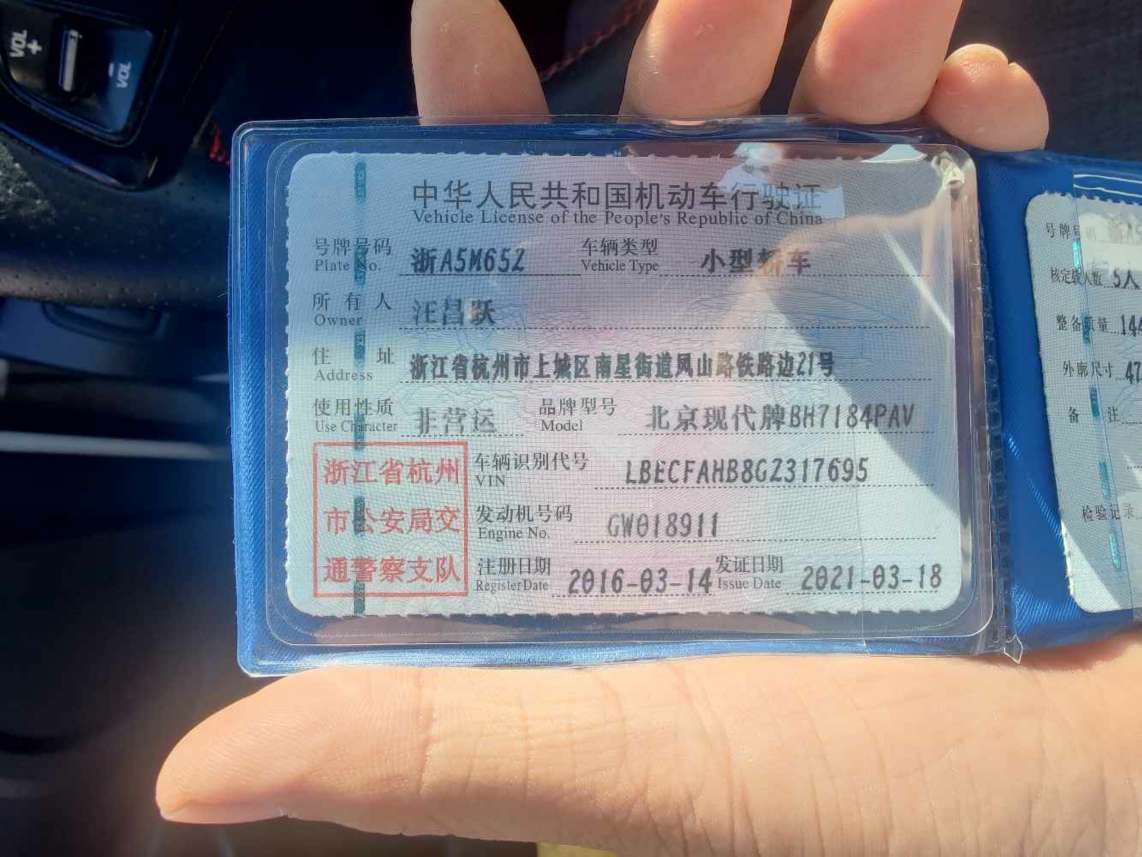 VOL
+
-
VOL
中华人民共和国机动车行驶证
Vehicle License of the People's Republic of China
号牌号码 浙A5M65Z 车辆类型 小型轿车
Plate No. Vehicle Type
所有人 汪昌跃
Owner
住址 浙江省杭州市上城区南星街道凤山路铁路边21号
Address
使用性质 非营运 品牌型号 北京现代牌BH7184PAV
Use Character Model
浙江省杭州
市公安局交
通警察支队
车辆识别代号 LBECFAHB8GZ317695
VIN
发动机号码 GW018911
Engine No.
注册日期 2016-03-14 发证日期 2021-03-18
Register Date Issue Date
号牌号
核定载人数 5人
整备质量 144
外廓尺寸 47
备注
检验记录